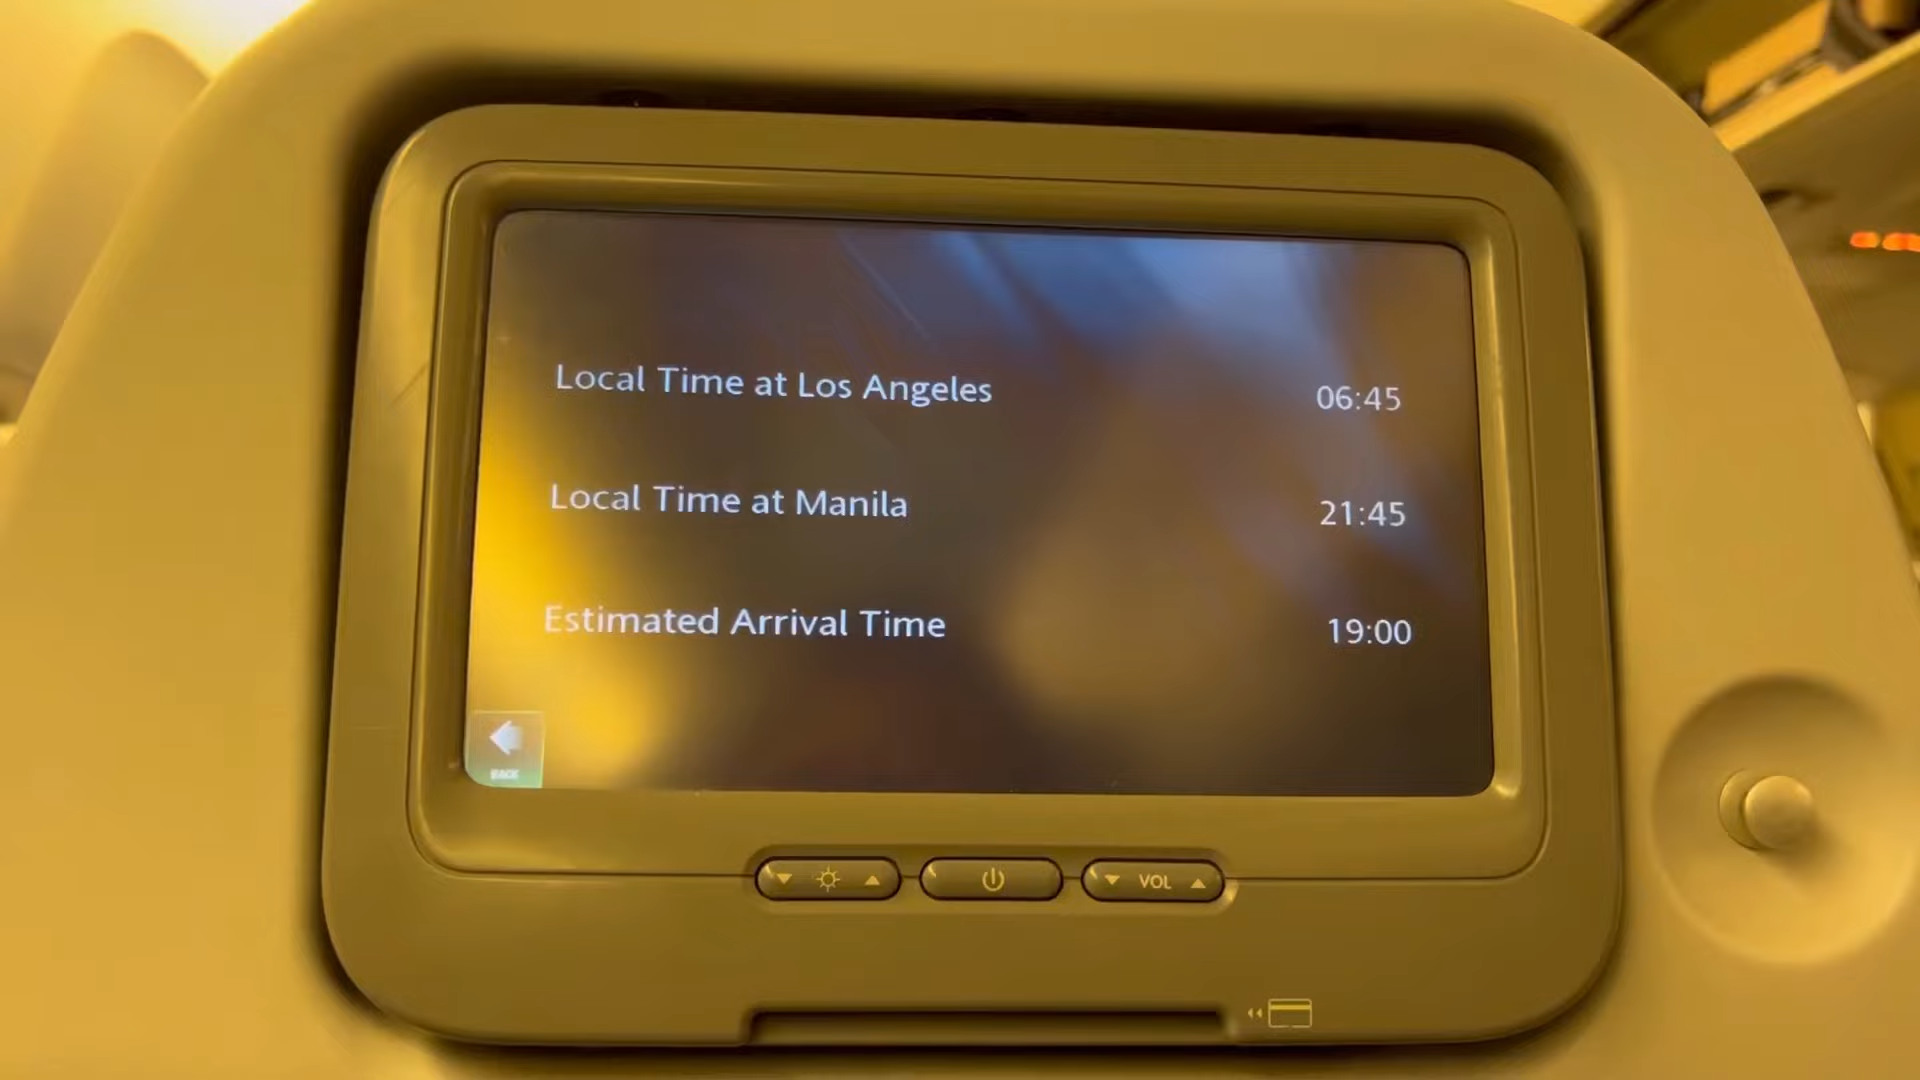 Local Time at Los Angeles 06:45
Local Time at Manila 21:45
Estimated Arrival Time 19:00
BACK
VOL